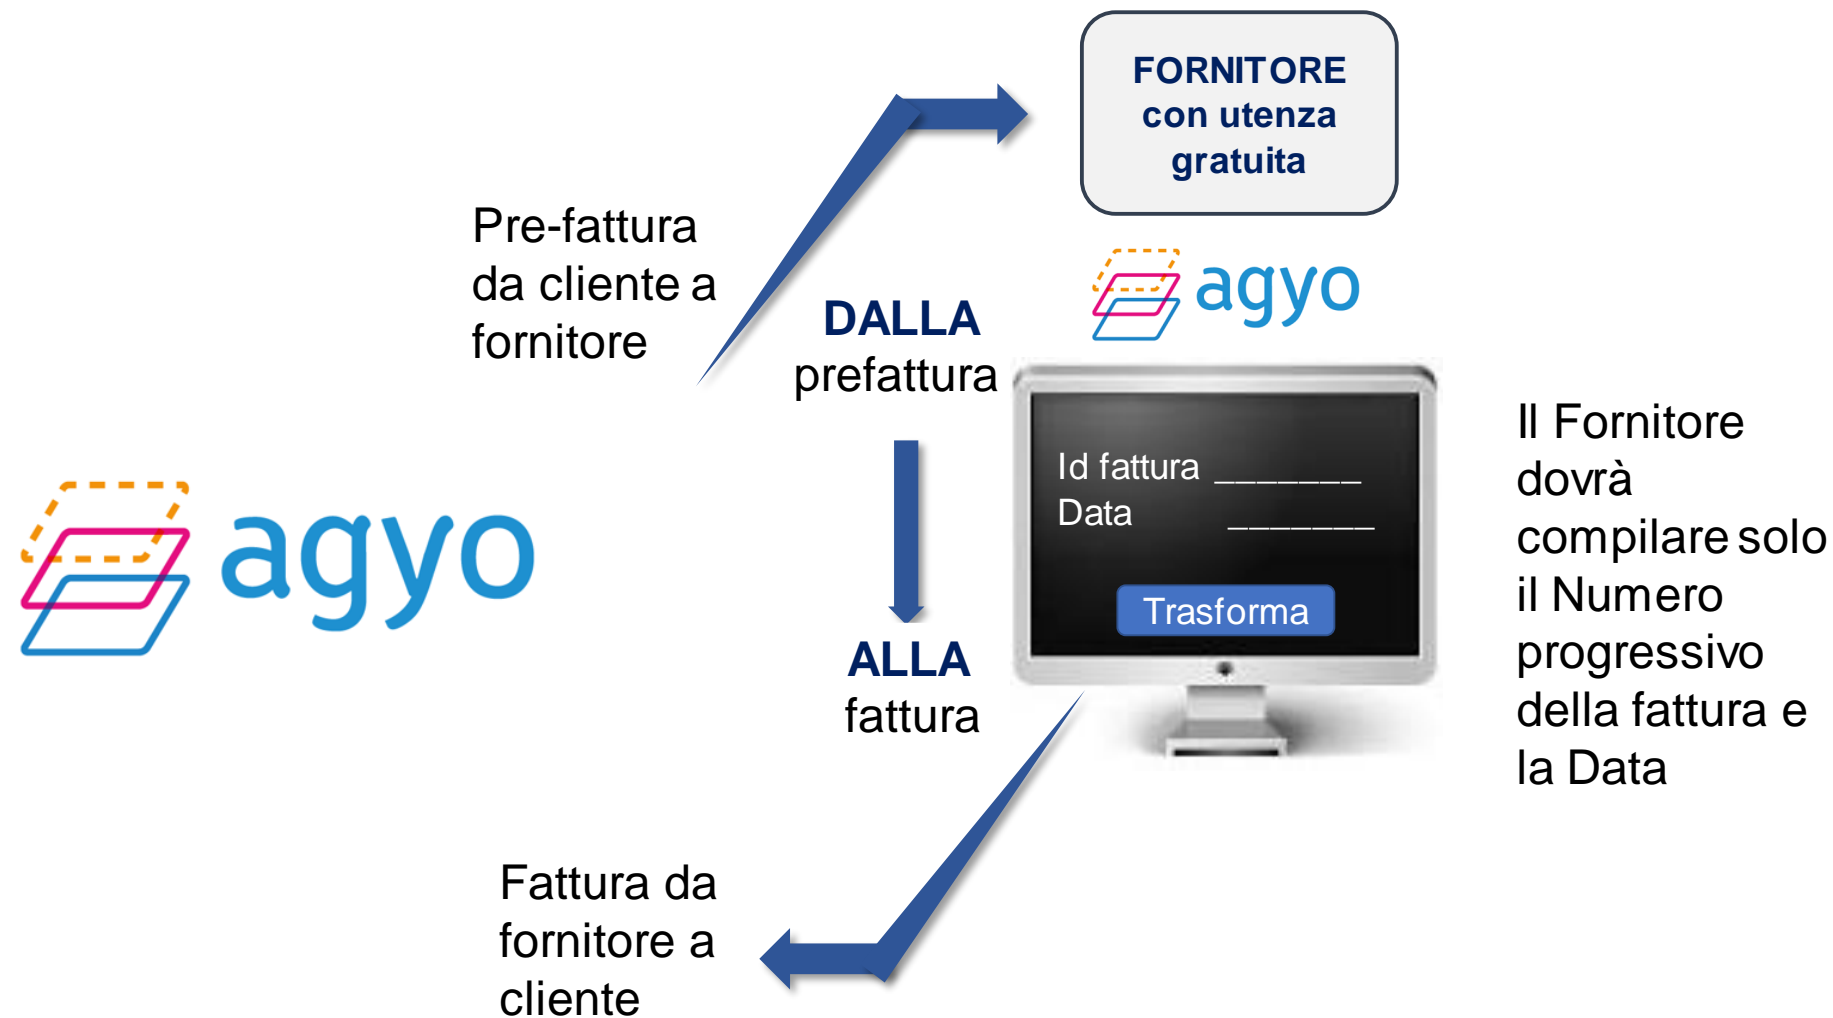 FORNITORE
con utenza
gratuita
Pre-fattura
da cliente a
fornitore
agyo
DALLA
prefattura
Id fattura _______
Data _______
Trasforma
Il Fornitore
dovrà
compilare solo
il Numero
progressivo
della fattura e
la Data
agyo
ALLA
fattura
Fattura da
fornitore a
cliente